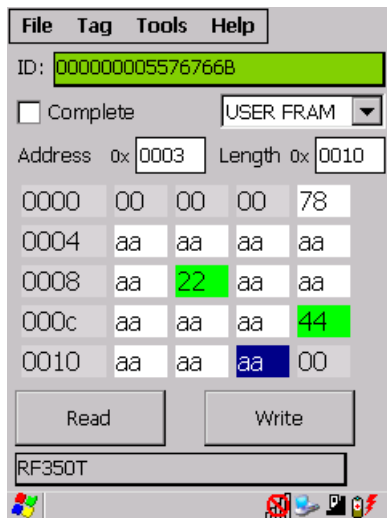 File Tag Tools Help
ID: 000000005576766B
Complete USER FRAM
Address 0x 0003 Length 0x 0010
0000 00 00 00 78
0004 aa aa aa aa
0008 aa 22 aa aa
000c aa aa aa 44
0010 aa aa aa 00
Read Write
RF350T